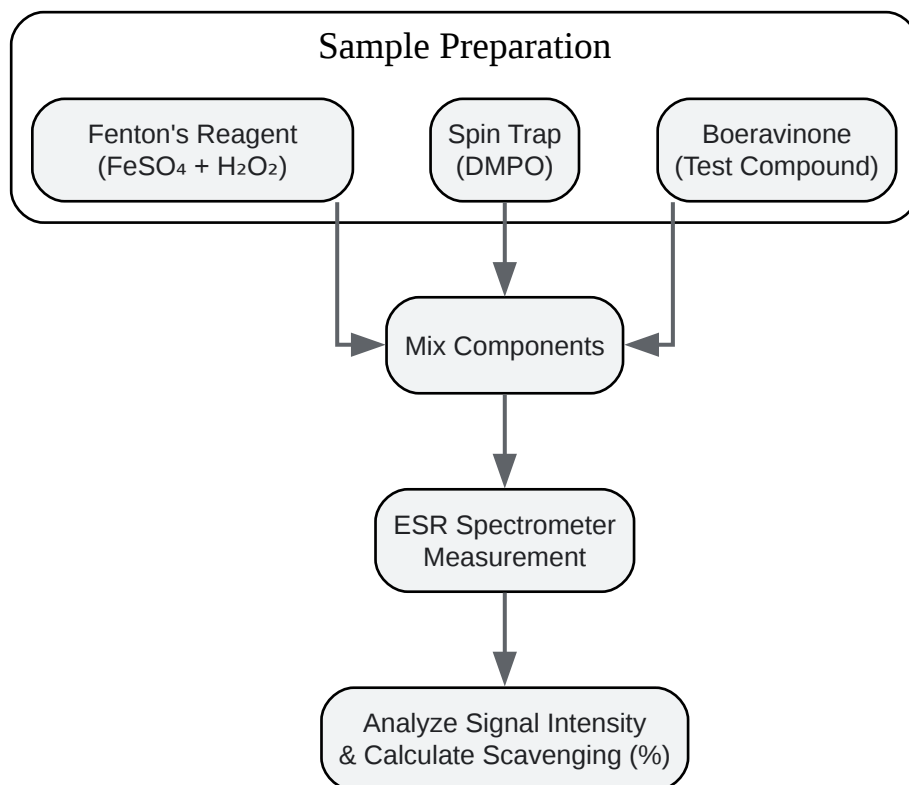 Sample Preparation
Fenton's Reagent
(FeSO₄ + H₂O₂)
Spin Trap
(DMPO)
Boeravinone
(Test Compound)
Mix Components
ESR Spectrometer
Measurement
Analyze Signal Intensity
& Calculate Scavenging (%)